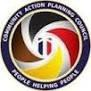 COMMUNITY ACTION PLANNING COUNCIL
PEOPLE HELPING PEOPLE